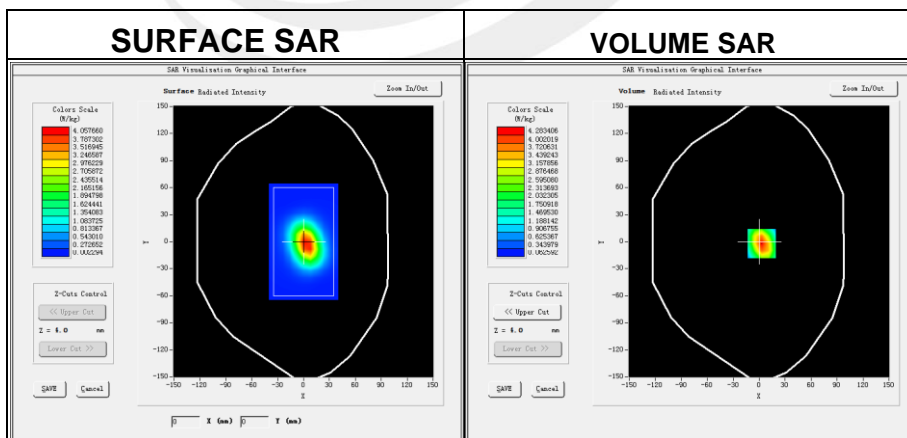 SURFACE SAR
VOLUME SAR
SAR Visualisation Graphical Interface
Surface Radiated Intensity
Zoom In/Out
Colors Scale
(W/kg)
4.057660
3.787302
3.516945
3.246587
2.976229
2.705872
2.435514
2.165156
1.894798
1.624441
1.354083
1.083725
0.813367
0.543010
0.272652
0.002294
150
120
90
60
30
0
-30
-60
-90
-120
-150
Y
-150 -120 -90 -60 -30 0 30 60 90 120 150
X
Z-Cuts Control
<< Upper Cut
Z = 4.0 mm
Lower Cut >>
SAVE
Cancel
0 X (mm) 0 Y (mm)
SAR Visualisation Graphical Interface
Volume Radiated Intensity
Zoom In/Out
Colors Scale
(W/kg)
4.283406
4.002019
3.720631
3.439243
3.157856
2.876468
2.595080
2.313693
2.032305
1.750918
1.469530
1.188142
0.906755
0.625367
0.343979
0.062592
150
120
90
60
30
0
-30
-60
-90
-120
-150
Y
-150 -120 -90 -60 -30 0 30 60 90 120 150
X
Z-Cuts Control
<< Upper Cut
Z = 4.0 mm
Lower Cut >>
SAVE
Cancel